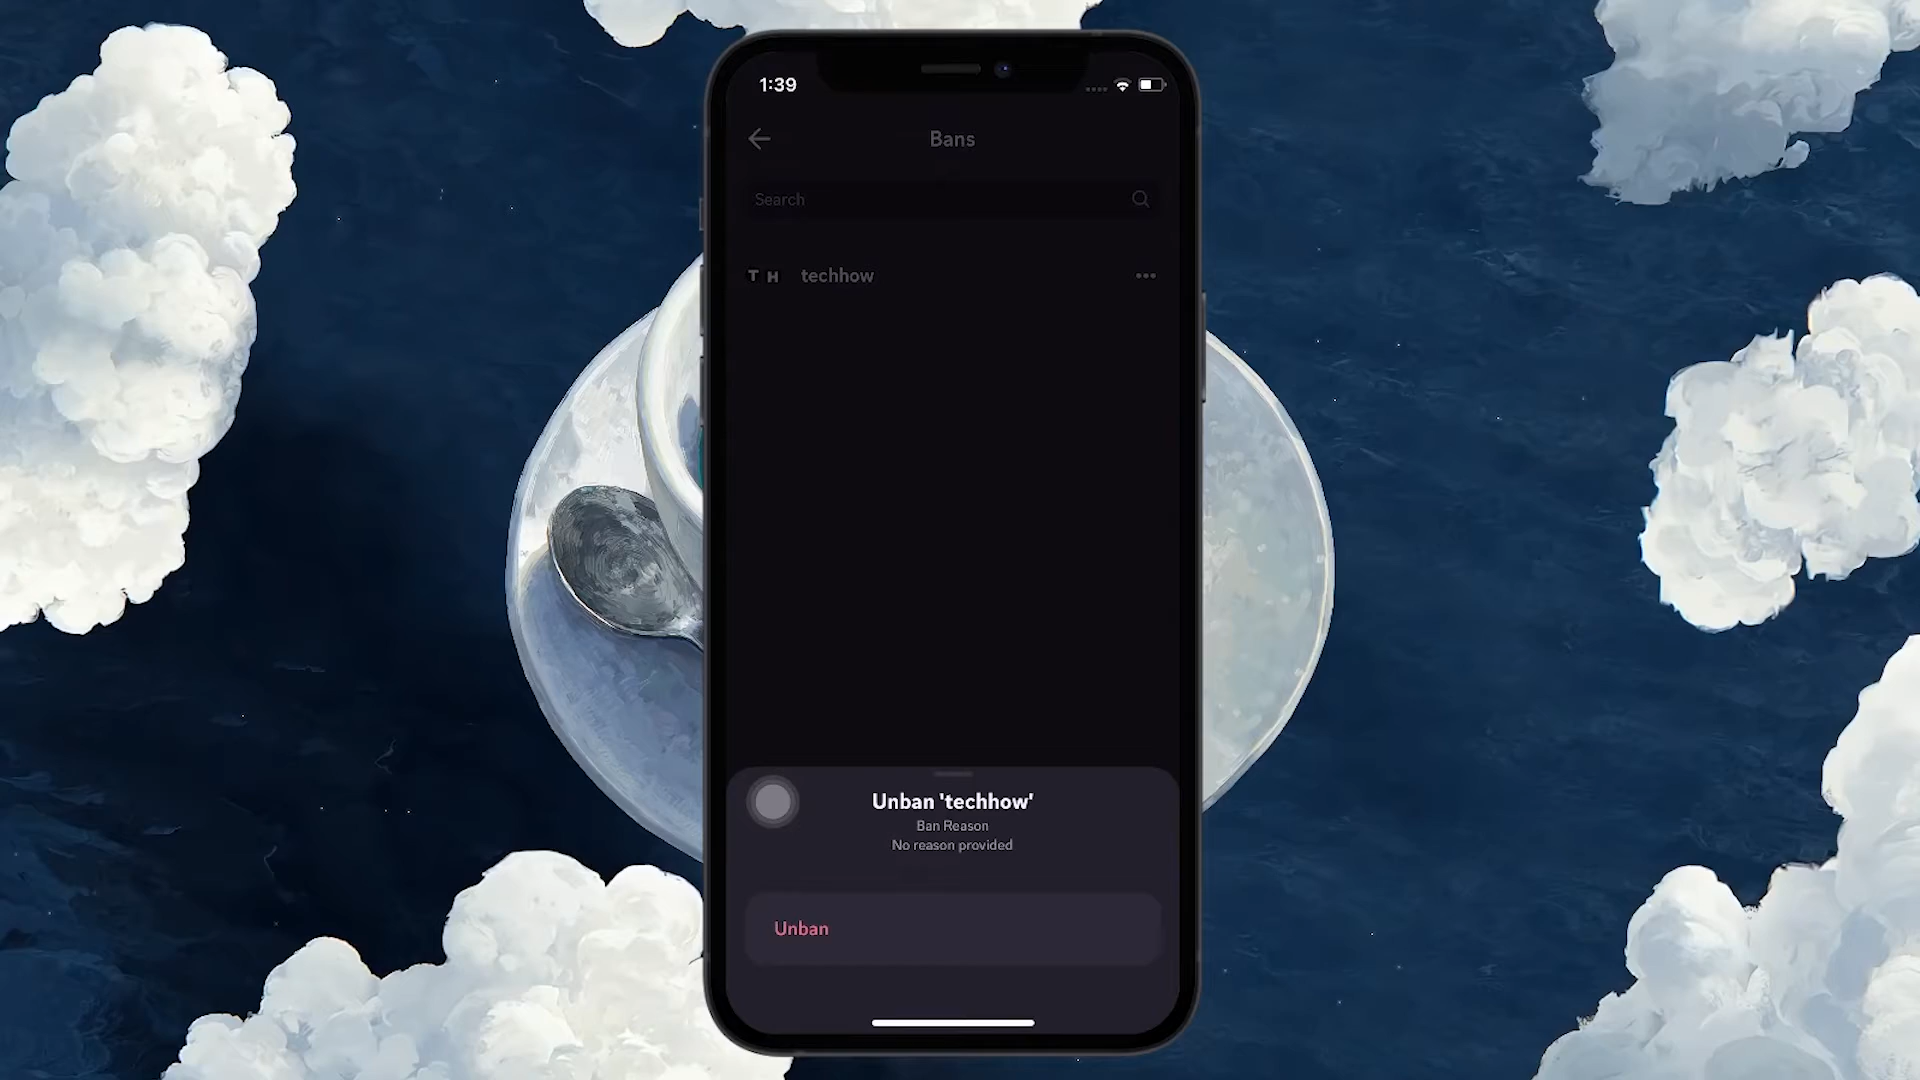 1:39
Bans
Search
T H techhow
Unban 'techhow'
Ban Reason
No reason provided
Unban